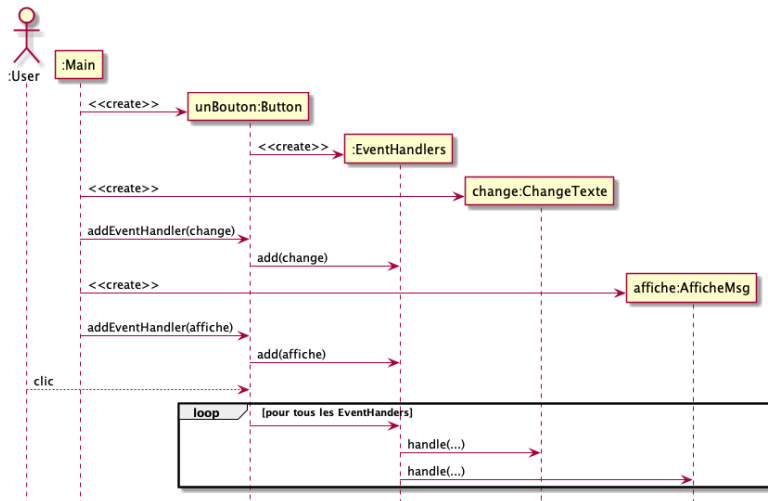 :User
:Main
<<create>>
unBouton:Button
<<create>>
:EventHandlers
<<create>>
change:ChangeTexte
addEventHandler(change)
add(change)
<<create>>
affiche:AfficheMsg
addEventHandler(affiche)
add(affiche)
clic
loop [pour tous les EventHanders]
handle(...)
handle(...)